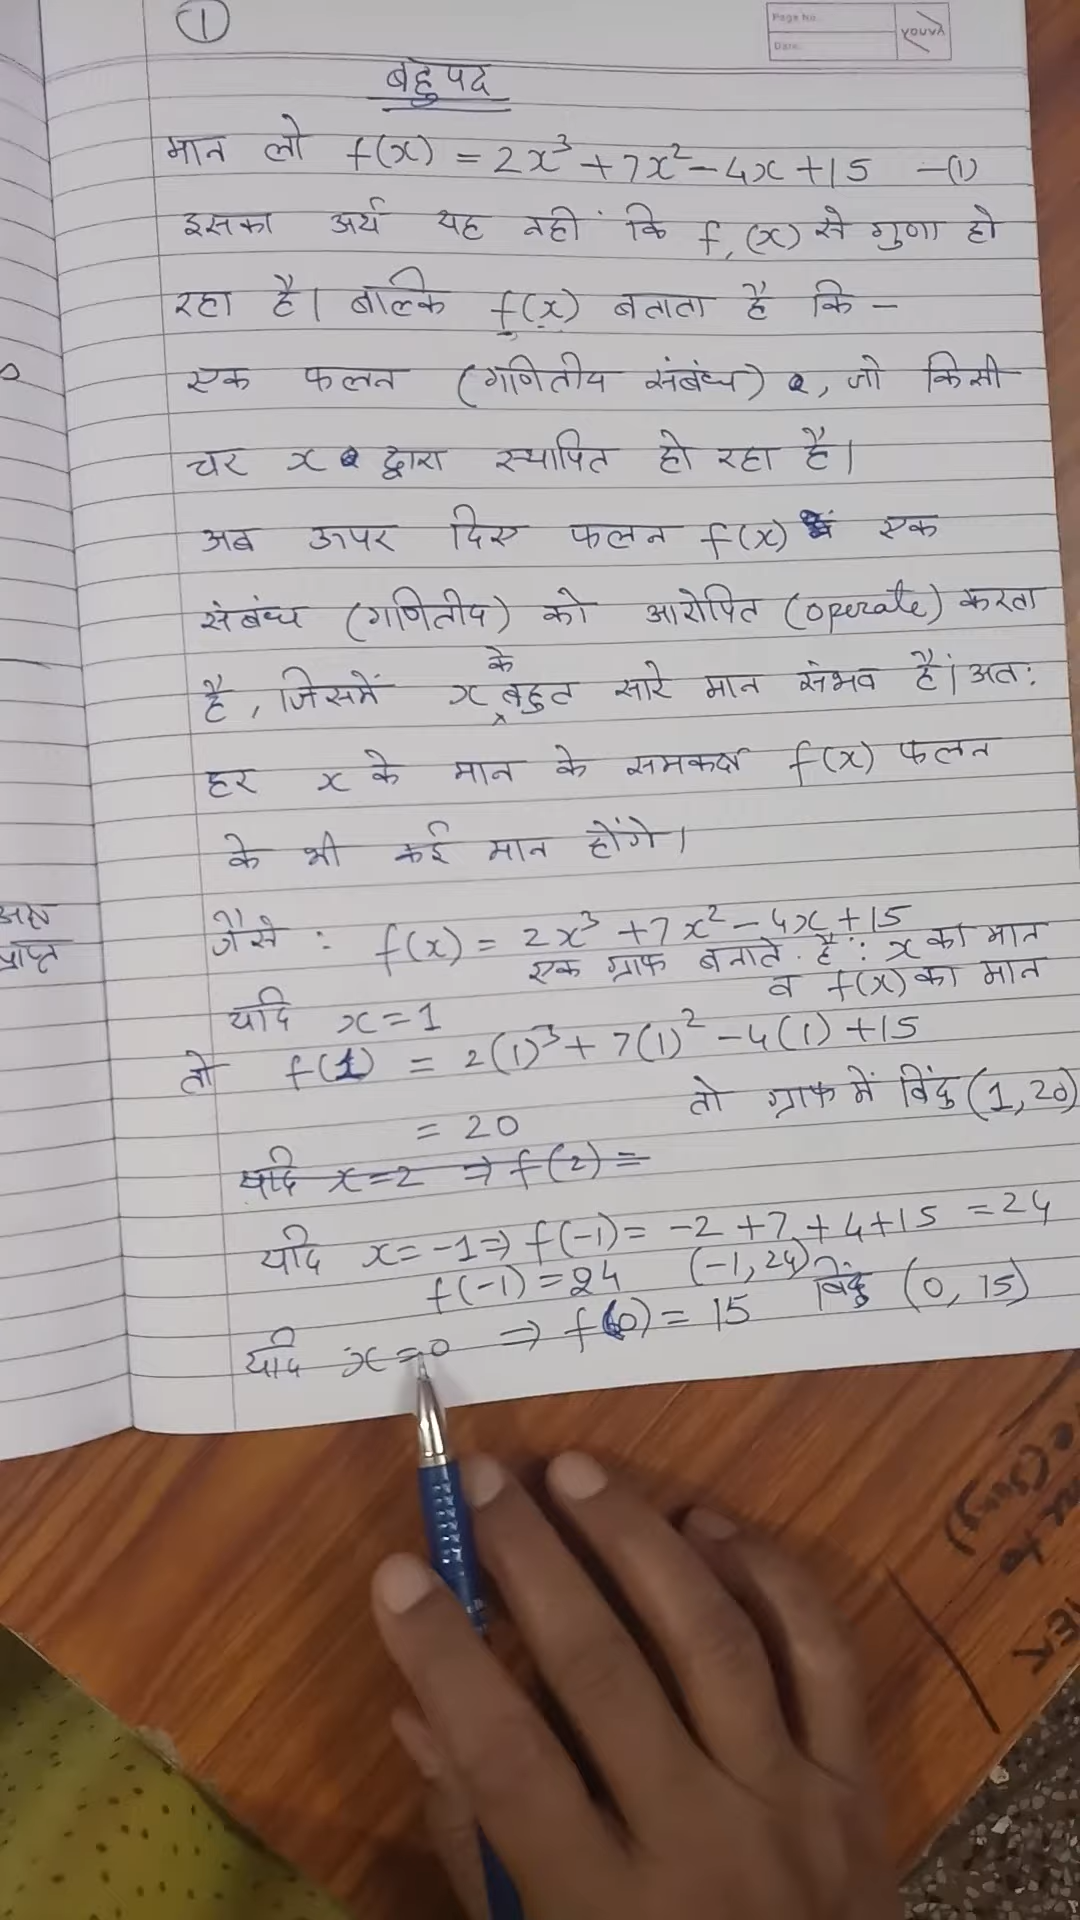 1
Page No.
Date
YOUVA
बहुपद
मान लो f(x) = 2x³ + 7x² - 4x + 15 -(1)
इसका अर्थ यह नहीं कि f, (x) से गुणा हो
रहा है। बल्कि f(x) बताता है कि -
एक फलन (गणितीय संबंध), जो किसी
चर x द्वारा स्थापित हो रहा है।
अब ऊपर दिए फलन f(x) एक
संबंध (गणितीय) को आरोपित (operate) करता
है, जिसमें x के बहुत सारे मान संभव हैं। अत:
हर x के मान के समकक्ष f(x) फलन
के भी कई मान होंगे।
जैसे : f(x) = 2x³ + 7x² - 4x + 15
एक ग्राफ बनाते हैं : x का मान
व f(x) का मान
यदि x = 1
तो f(1) = 2(1)³ + 7(1)² - 4(1) + 15
= 20 तो ग्राफ में बिंदु (1, 20)
यदि x = 2 ⇒ f(2) =
यदि x = -1 ⇒ f(-1) = -2 + 7 + 4 + 15 = 24
f(-1) = 24 (-1, 24)
यदि x = 0 ⇒ f(0) = 15 बिंदु (0, 15)
प्राप्त